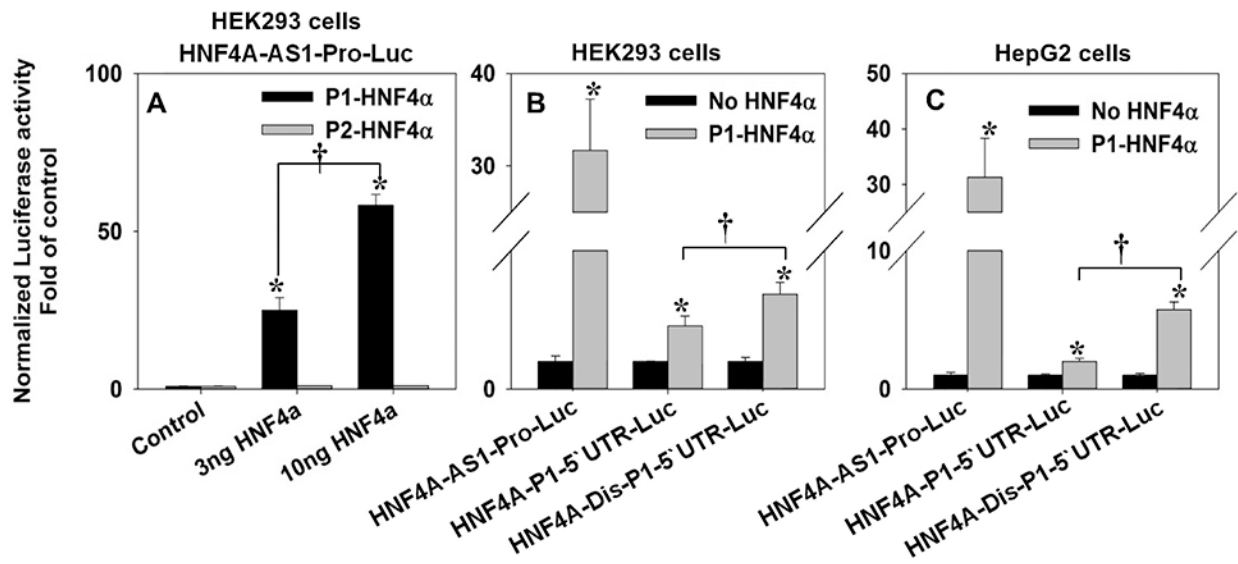 HEK293 cells
HNF4A-AS1-Pro-Luc
Normalized Luciferase activity
Fold of control
100
50
0
A
P1-HNF4α
P2-HNF4α
†
*
*
Control
3ng HNF4a
10ng HNF4a
HEK293 cells
40
30
0
B
No HNF4α
P1-HNF4α
*
†
*
*
HNF4A-AS1-Pro-Luc
HNF4A-P1-5`UTR-Luc
HNF4A-Dis-P1-5`UTR-Luc
HepG2 cells
50
40
30
10
0
C
No HNF4α
P1-HNF4α
*
†
*
*
HNF4A-AS1-Pro-Luc
HNF4A-P1-5`UTR-Luc
HNF4A-Dis-P1-5`UTR-Luc